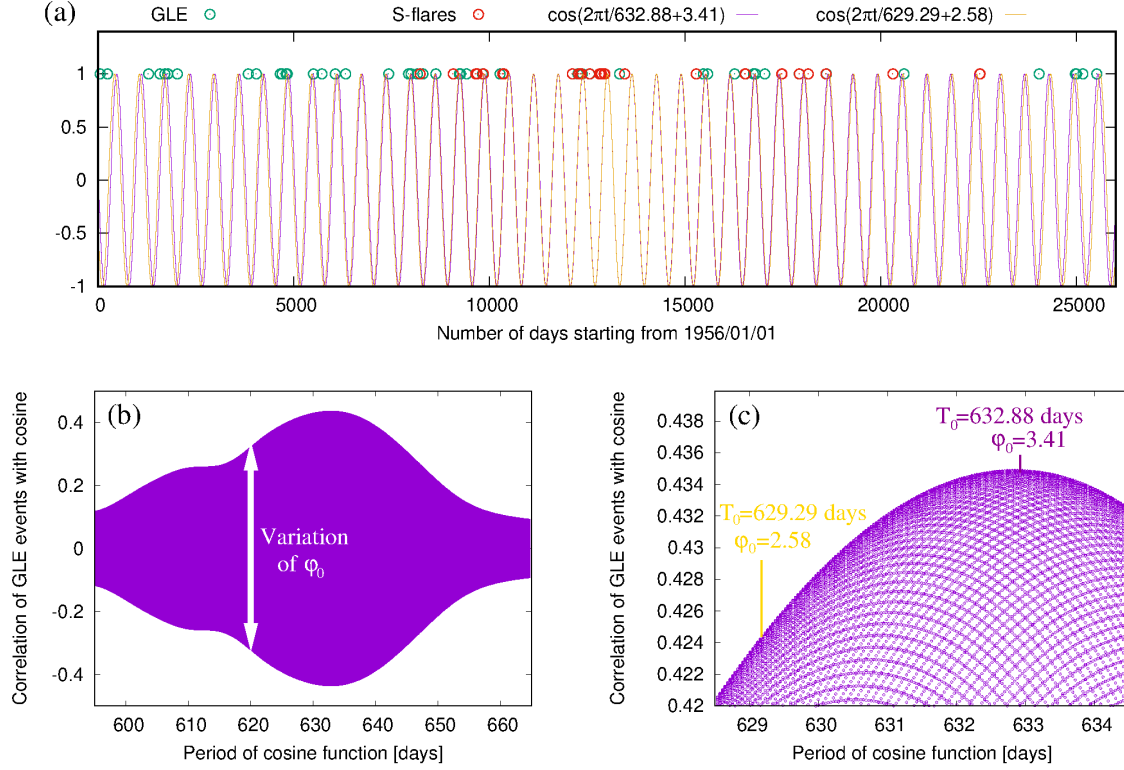 (a)
GLE
S-flares
cos(2πt/632.88+3.41)
cos(2πt/629.29+2.58)
1
0.5
0
-0.5
-1
0 5000 10000 15000 20000 25000
Number of days starting from 1956/01/01
(b)
Correlation of GLE events with cosine
0.4
0.2
0
-0.2
-0.4
Variation
of φ₀
600 610 620 630 640 650 660
Period of cosine function [days]
(c)
Correlation of GLE events with cosine
0.438
0.436
0.434
0.432
0.43
0.428
0.426
0.424
0.422
0.42
T₀=632.88 days
φ₀=3.41
T₀=629.29 days
φ₀=2.58
629 630 631 632 633 634
Period of cosine function [days]